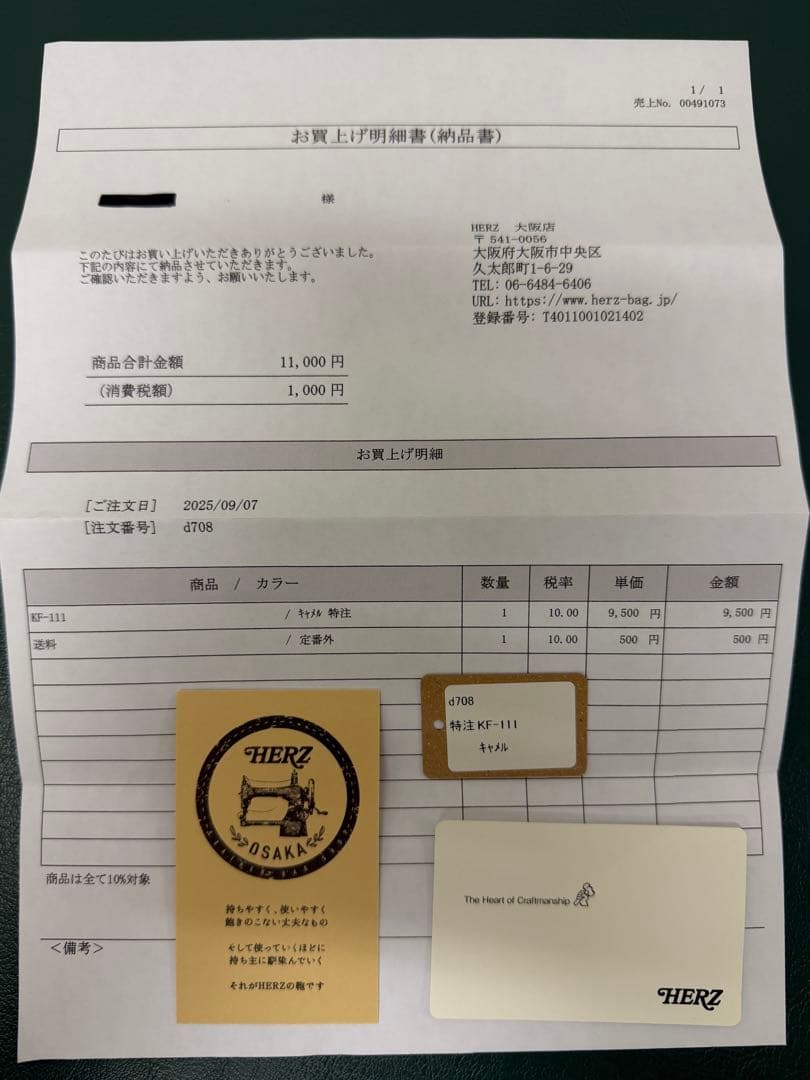 1 / 1
売上No. 00491073
お買上げ明細書(納品書)
様
HERZ 大阪店
〒541-0056
大阪府大阪市中央区
久太郎町1-6-29
TEL: 06-6484-6406
URL: https://www.herz-bag.jp/
登録番号: T4011001021402
このたびはお買い上げいただきありがとうございました。
下記の内容にて納品させていただきます。
ご確認いただきますよう、お願いいたします。
商品合計金額 11,000 円
(消費税額) 1,000 円
お買上げ明細
[ご注文日] 2025/09/07
[注文番号] d708
商品 / カラー 数量 税率 単価 金額
KF-111 / ｷｬﾒﾙ 特注 1 10.00 9,500 円 9,500 円
送料 / 定番外 1 10.00 500 円 500 円
d708
特注 KF-111
ｷｬﾒﾙ
HERZ
OSAKA
持ちやすく、使いやすく
飽きのこない丈夫なもの
そして使っていくほどに
持ち主に馴染んでいく
それがHERZの鞄です
The Heart of Craftmanship
HERZ
商品は全て10%対象
＜備考＞